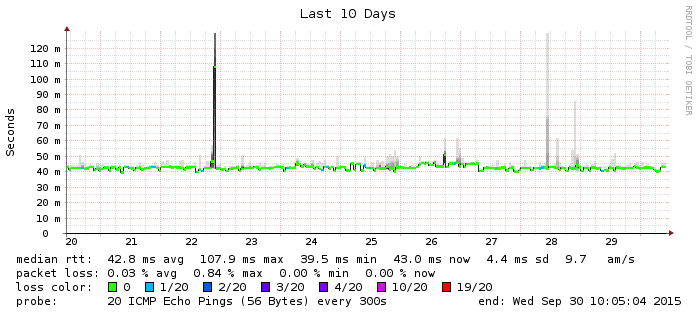 Last 10 Days
RRDTOOL / TOBI OETIKER
Seconds
120 m
110 m
100 m
90 m
80 m
70 m
60 m
50 m
40 m
30 m
20 m
10 m
0
20 21 22 23 24 25 26 27 28 29
median rtt: 42.8 ms avg 107.9 ms max 39.5 ms min 43.0 ms now 4.4 ms sd 9.7 am/s
packet loss: 0.03 % avg 0.84 % max 0.00 % min 0.00 % now
loss color: 0 1/20 2/20 3/20 4/20 10/20 19/20
probe: 20 ICMP Echo Pings (56 Bytes) every 300s end: Wed Sep 30 10:05:04 2015